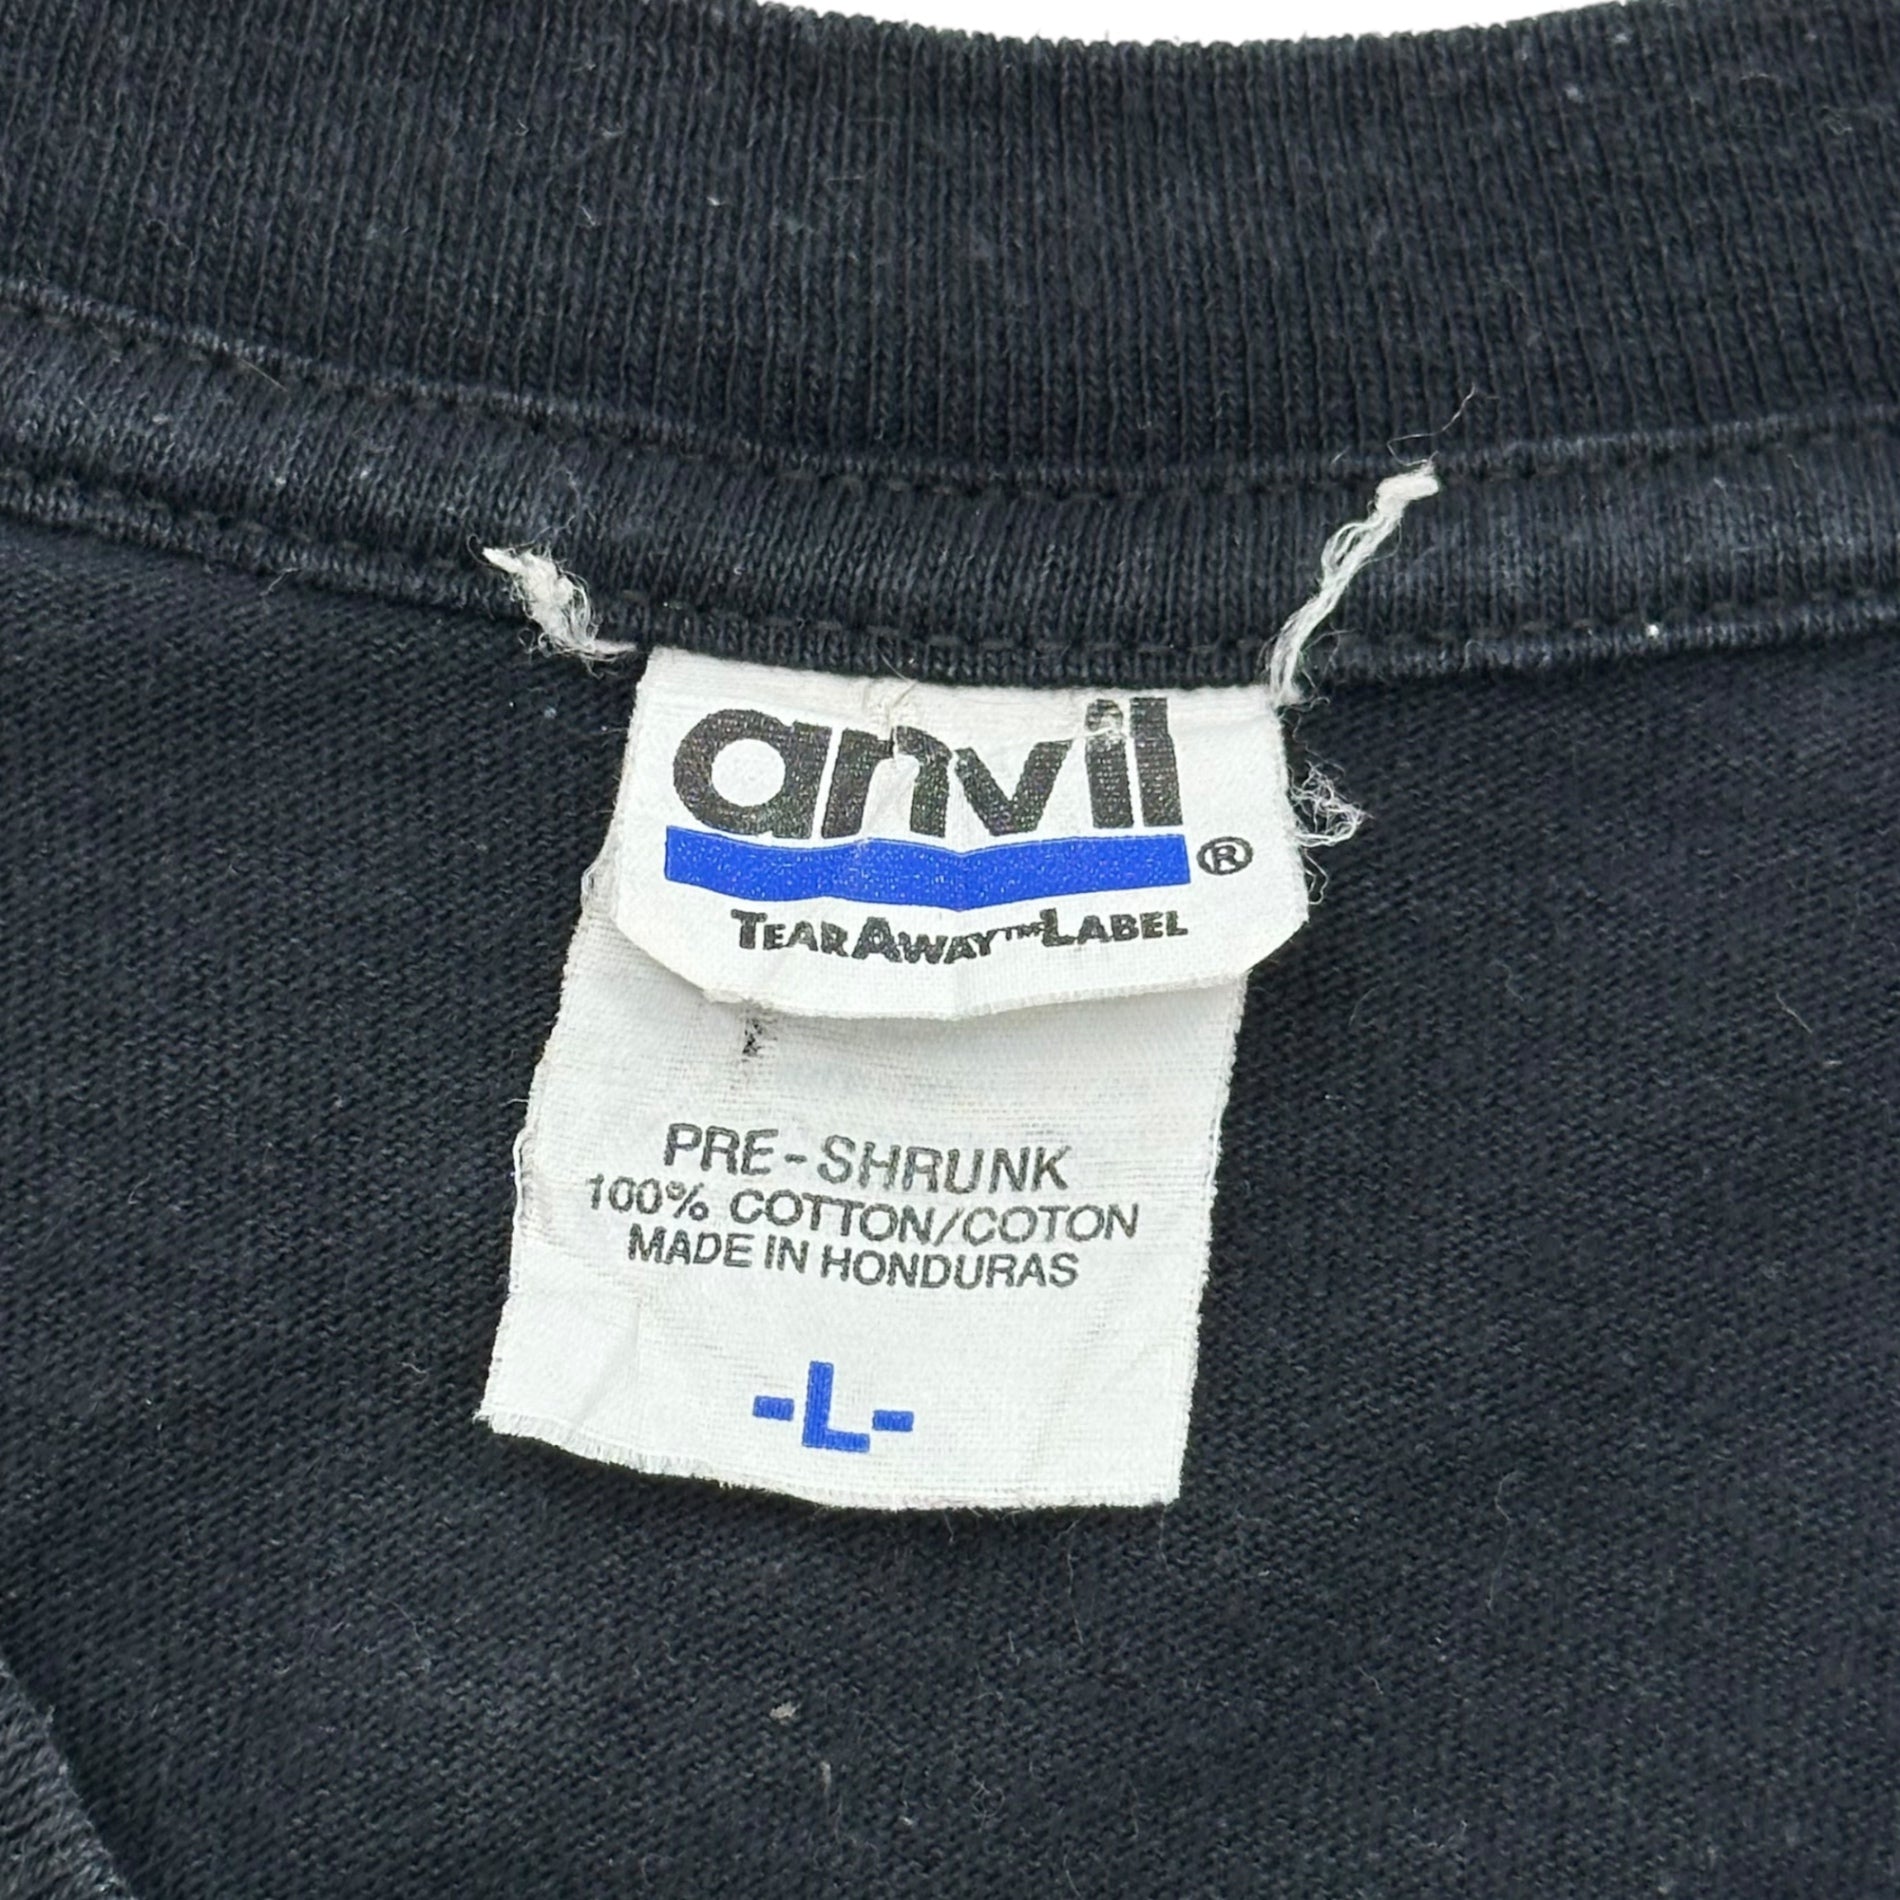 anvil ®
TEARAWAY™LABEL
PRE-SHRUNK
100% COTTON/COTON
MADE IN HONDURAS
-L-